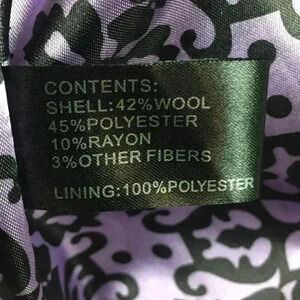 CONTENTS:
SHELL:42%WOOL
45%POLYESTER
10%RAYON
3%OTHER FIBERS
LINING:100%POLYESTER